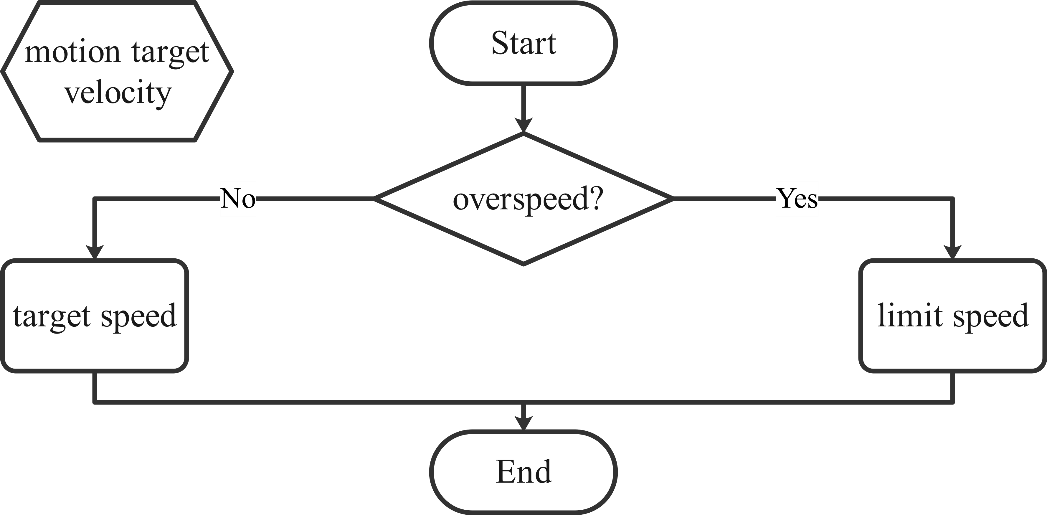 motion target
velocity
Start
overspeed?
No
Yes
target speed
limit speed
End